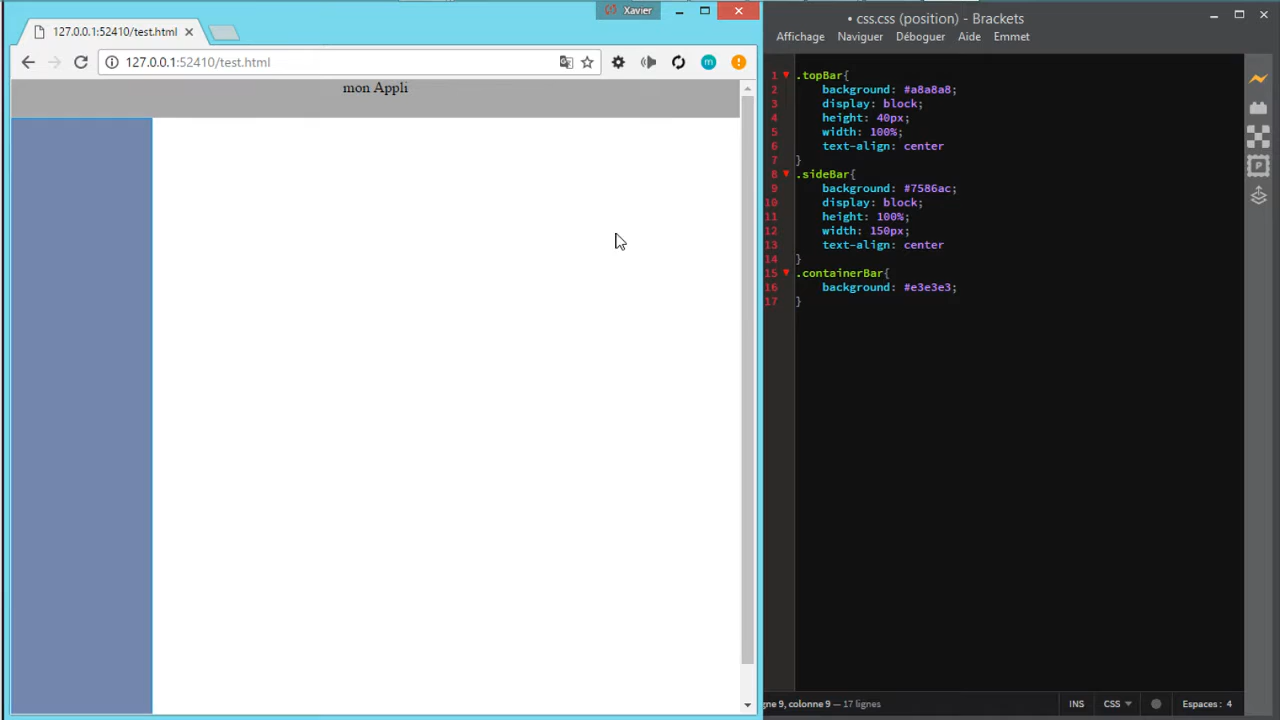 Xavier
127.0.0.1:52410/test.html
127.0.0.1:52410/test.html
mon Appli
• css.css (position) - Brackets
Affichage Naviguer Déboguer Aide Emmet
1 .topBar{
2 background: #a8a8a8;
3 display: block;
4 height: 40px;
5 width: 100%;
6 text-align: center
7 }
8 .sideBar{
9 background: #7586ac;
10 display: block;
11 height: 100%;
12 width: 150px;
13 text-align: center
14 }
15 .containerBar{
16 background: #e3e3e3;
17 }
gne 9, colonne 9 — 17 lignes INS CSS Espaces : 4